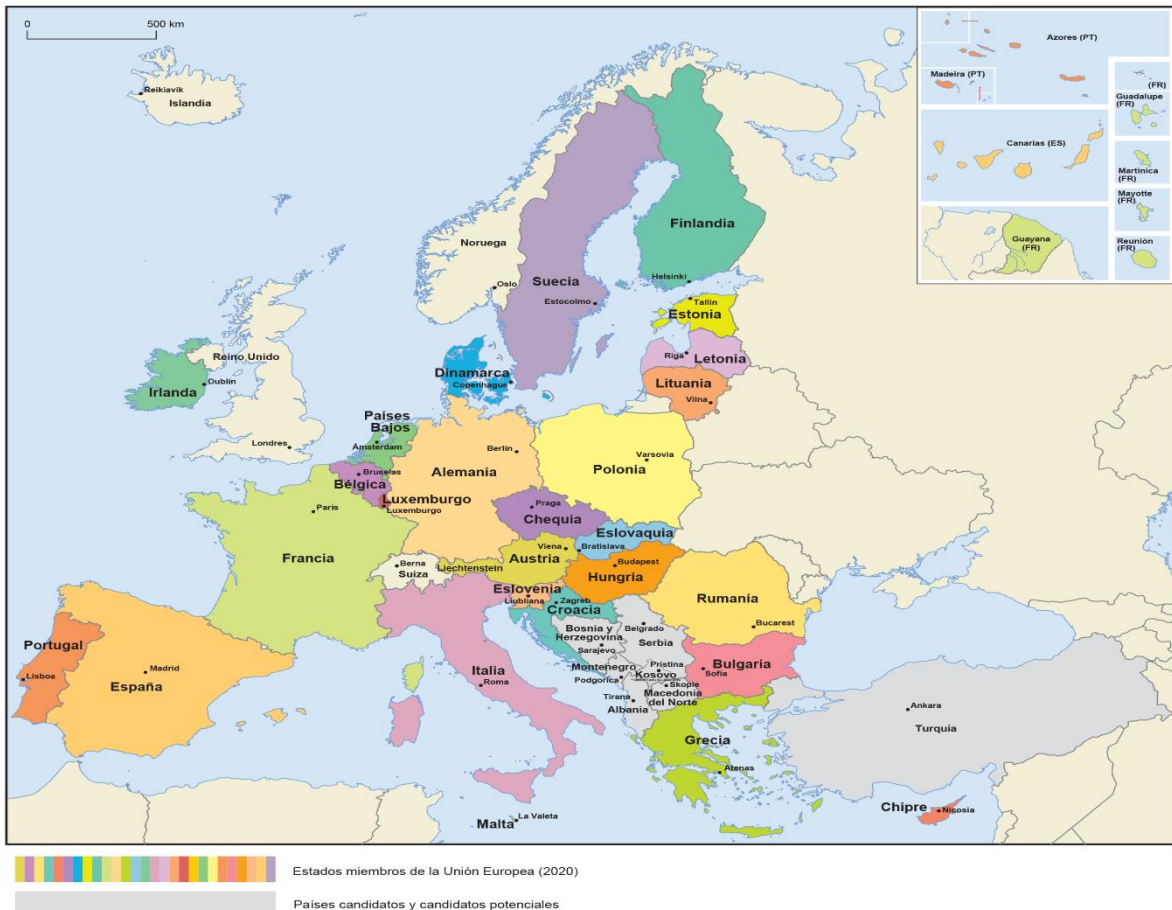 0 500 km
Azores (PT)
Madeira (PT)
(FR)
Guadalupe
(FR)
Canarias (ES)
Martinica
(FR)
Mayotte
(FR)
Guayana
(FR)
Reunión
(FR)
Reikiavik
Islandia
Noruega
Oslo
Suecia
Estocolmo
Finlandia
Helsinki
Tallin
Estonia
Riga
Letonia
Lituania
Vilna
Reino Unido
Dublín
Irlanda
Londres
Dinamarca
Copenhague
Países
Bajos
Ámsterdam
Bruselas
Bélgica
Luxemburgo
Luxemburgo
Berlín
Alemania
Varsovia
Polonia
Praga
Chequia
Eslovaquia
Bratislava
Viena
Austria
Liechtenstein
Berna
Suiza
París
Francia
Budapest
Hungría
Eslovenia
Liubliana
Zagreb
Croacia
Rumanía
Bucarest
Bosnia y
Herzegovina
Sarajevo
Belgrado
Serbia
Montenegro
Podgorica
Pristina
Kosovo
Skopie
Macedonia
del Norte
Tirana
Albania
Bulgaria
Sofía
Portugal
Lisboa
Madrid
España
Italia
Roma
Grecia
Atenas
Ankara
Turquía
Chipre
Nicosia
Malta
La Valeta
Estados miembros de la Unión Europea (2020)
Países candidatos y candidatos potenciales